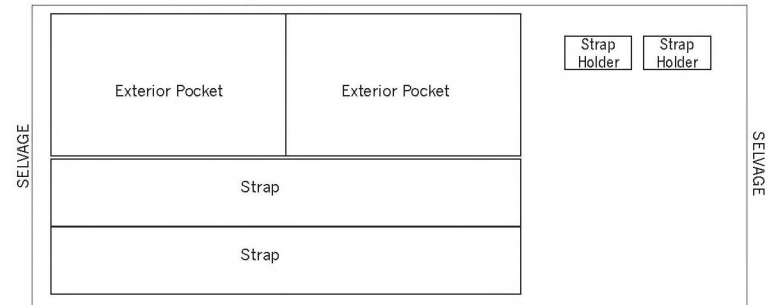 Exterior Pocket
Exterior Pocket
Strap
Holder
Strap
Holder
SELVAGE
SELVAGE
Strap
Strap